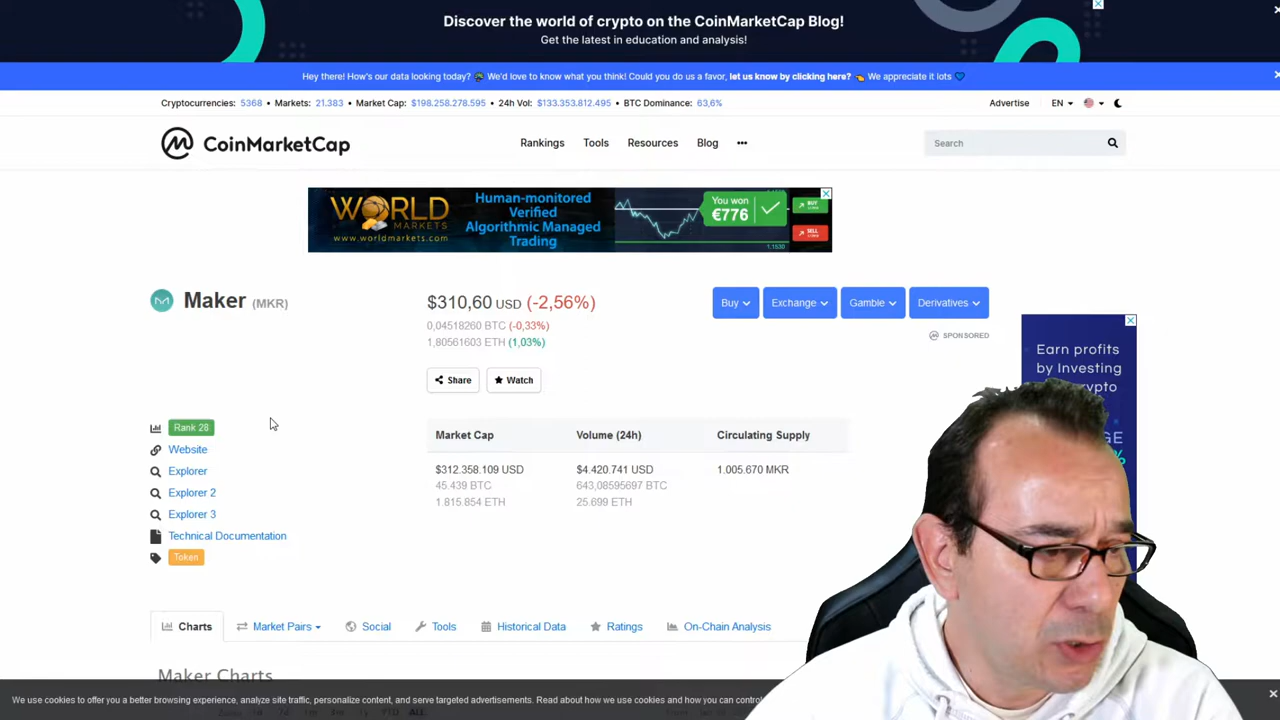 Discover the world of crypto on the CoinMarketCap Blog!
Get the latest in education and analysis!
Hey there! How's our data looking today? We'd love to know what you think! Could you do us a favor, let us know by clicking here? We appreciate it lots
Cryptocurrencies: 5368 • Markets: 21.383 • Market Cap: $198.258.278.595 • 24h Vol: $133.353.812.495 • BTC Dominance: 63,6%
Advertise EN
CoinMarketCap
Rankings Tools Resources Blog
Search
WORLD MARKETS
www.worldmarkets.com
Human-monitored
Verified
Algorithmic Managed
Trading
You won
€776
BUY
SELL
1.1530
Maker (MKR)
$310,60 USD (-2,56%)
0,04518260 BTC (-0,33%)
1,80561603 ETH (1,03%)
Buy Exchange Gamble Derivatives
SPONSORED
Share Watch
Earn profits
by Investing
Rank 28
Website
Explorer
Explorer 2
Explorer 3
Technical Documentation
Token
Market Cap Volume (24h) Circulating Supply
$312.358.109 USD $4.420.741 USD 1.005.670 MKR
45.439 BTC 643,08595697 BTC
1.815.854 ETH 25.699 ETH
Charts Market Pairs Social Tools Historical Data Ratings On-Chain Analysis
Maker Charts
We use cookies to offer you a better browsing experience, analyze site traffic, personalize content, and serve targeted advertisements. Read about how we use cookies and how you can control